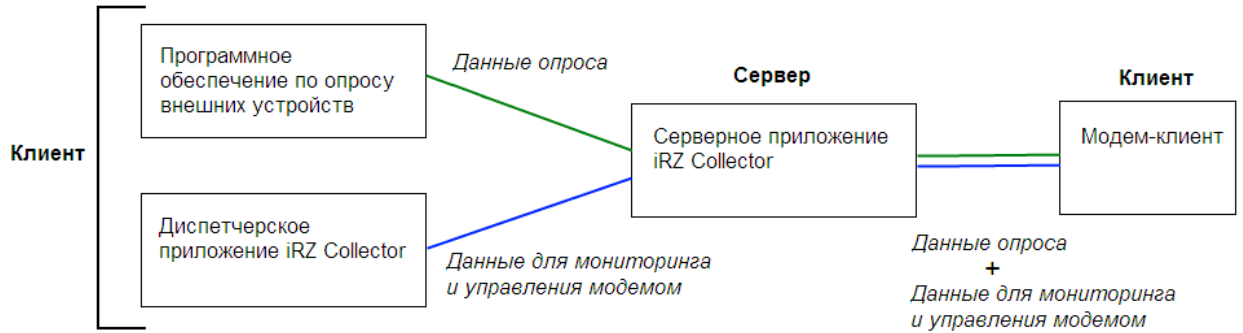 Клиент
Программное
обеспечение по опросу
внешних устройств
Данные опроса
Диспетчерское
приложение iRZ Collector
Данные для мониторинга
и управления модемом
Сервер
Серверное приложение
iRZ Collector
Клиент
Модем-клиент
Данные опроса
+
Данные для мониторинга
и управления модемом